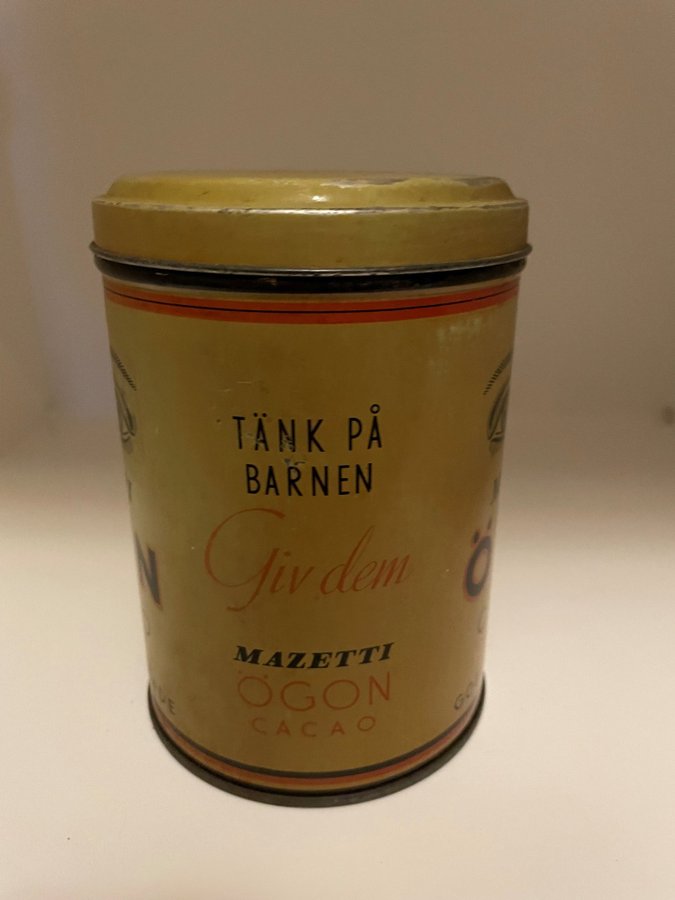 TÄNK PÅ
BARNEN
Giv dem
MAZETTI
ÖGON
CACAO